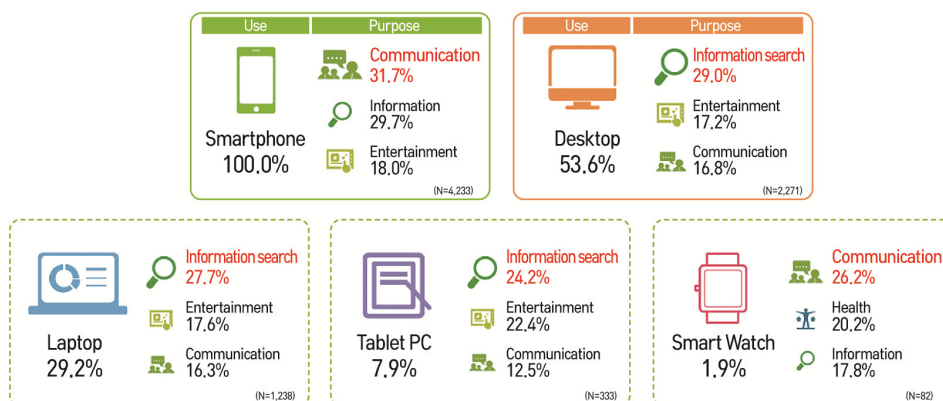 Use Purpose
Communication
31.7%
Information
29.7%
Entertainment
18.0%
Smartphone
100.0%
(N=4,233)
Use Purpose
Information search
29.0%
Entertainment
17.2%
Communication
16.8%
Desktop
53.6%
(N=2,271)
Information search
27.7%
Entertainment
17.6%
Communication
16.3%
Laptop
29.2%
(N=1,238)
Information search
24.2%
Entertainment
22.4%
Communication
12.5%
Tablet PC
7.9%
(N=333)
Communication
26.2%
Health
20.2%
Information
17.8%
Smart Watch
1.9%
(N=82)